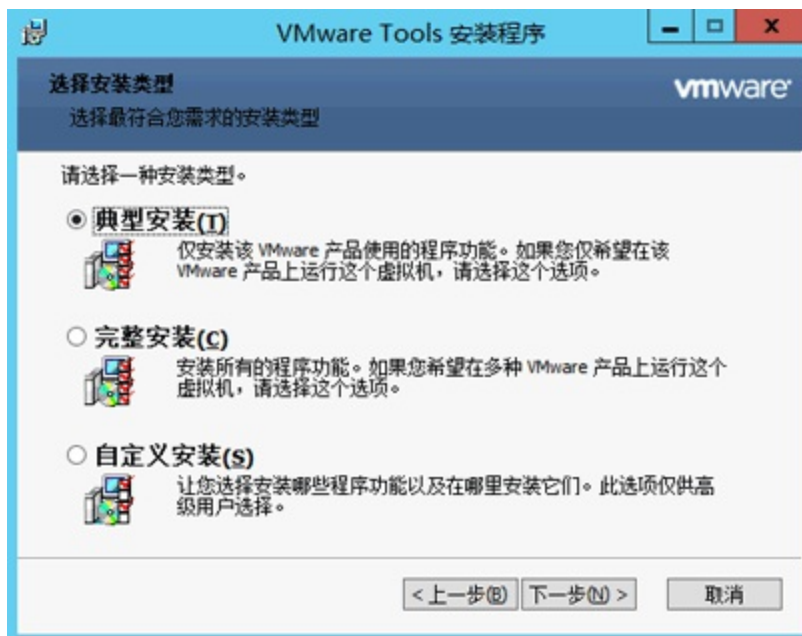 VMware Tools 安装程序
选择安装类型
vmware
选择最符合您需求的安装类型
请选择一种安装类型。
典型安装(T)
仅安装该 VMware 产品使用的程序功能。如果您仅希望在该
VMware 产品上运行这个虚拟机，请选择这个选项。
完整安装(C)
安装所有的程序功能。如果您希望在多种 VMware 产品上运行这个
虚拟机，请选择这个选项。
自定义安装(S)
让您选择安装哪些程序功能以及在哪里安装它们。此选项仅供高
级用户选择。
<上一步(B) 下一步(N) > 取消